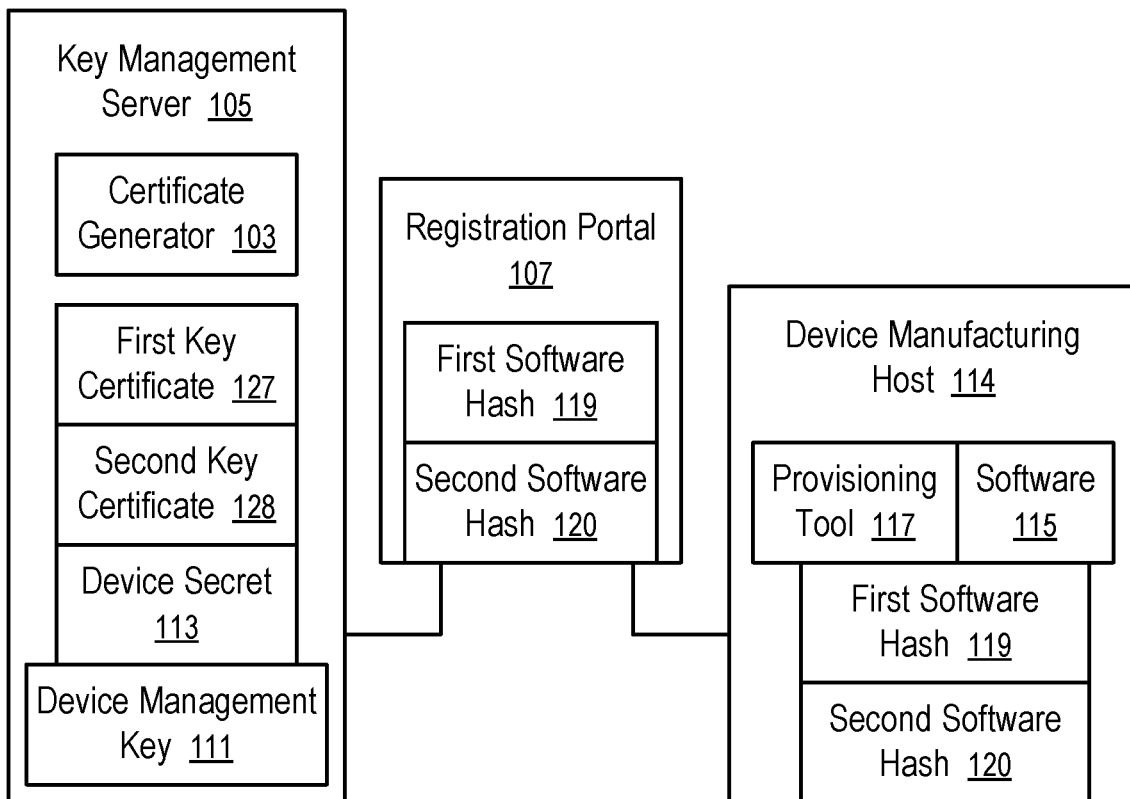 Key Management
Server 105
Certificate
Generator 103
First Key
Certificate 127
Second Key
Certificate 128
Device Secret
113
Device Management
Key 111
Registration Portal
107
First Software
Hash 119
Second Software
Hash 120
Device Manufacturing
Host 114
Provisioning
Tool 117
Software
115
First Software
Hash 119
Second Software
Hash 120